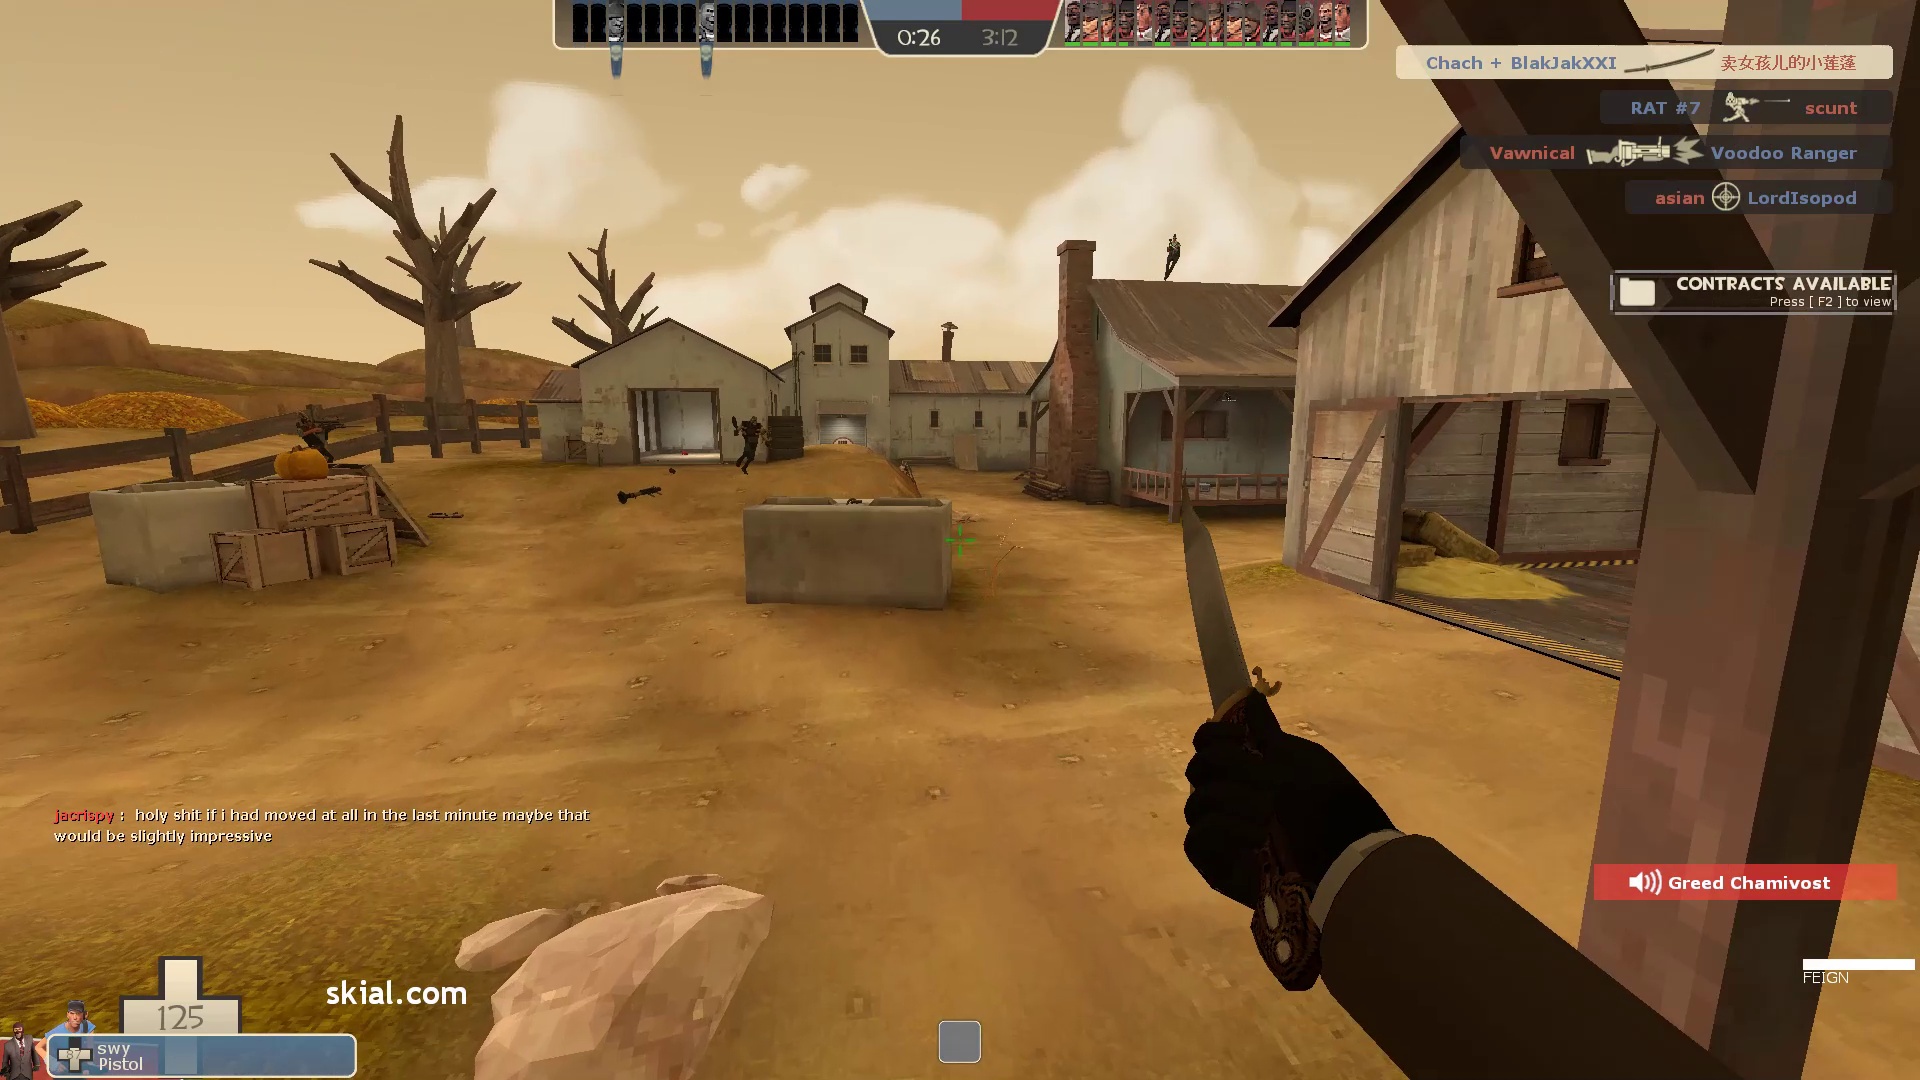 0:26 3:12
Chach + BlakJakXXI 卖女孩儿的小莲蓬
RAT #7 scunt
Vawnical Voodoo Ranger
asian LordIsopod
CONTRACTS AVAILABLE
Press [ F2 ] to view
jacrispy : holy shit if i had moved at all in the last minute maybe that
would be slightly impressive
Greed Chamivost
FEIGN
skial.com
125
87
swy
Pistol